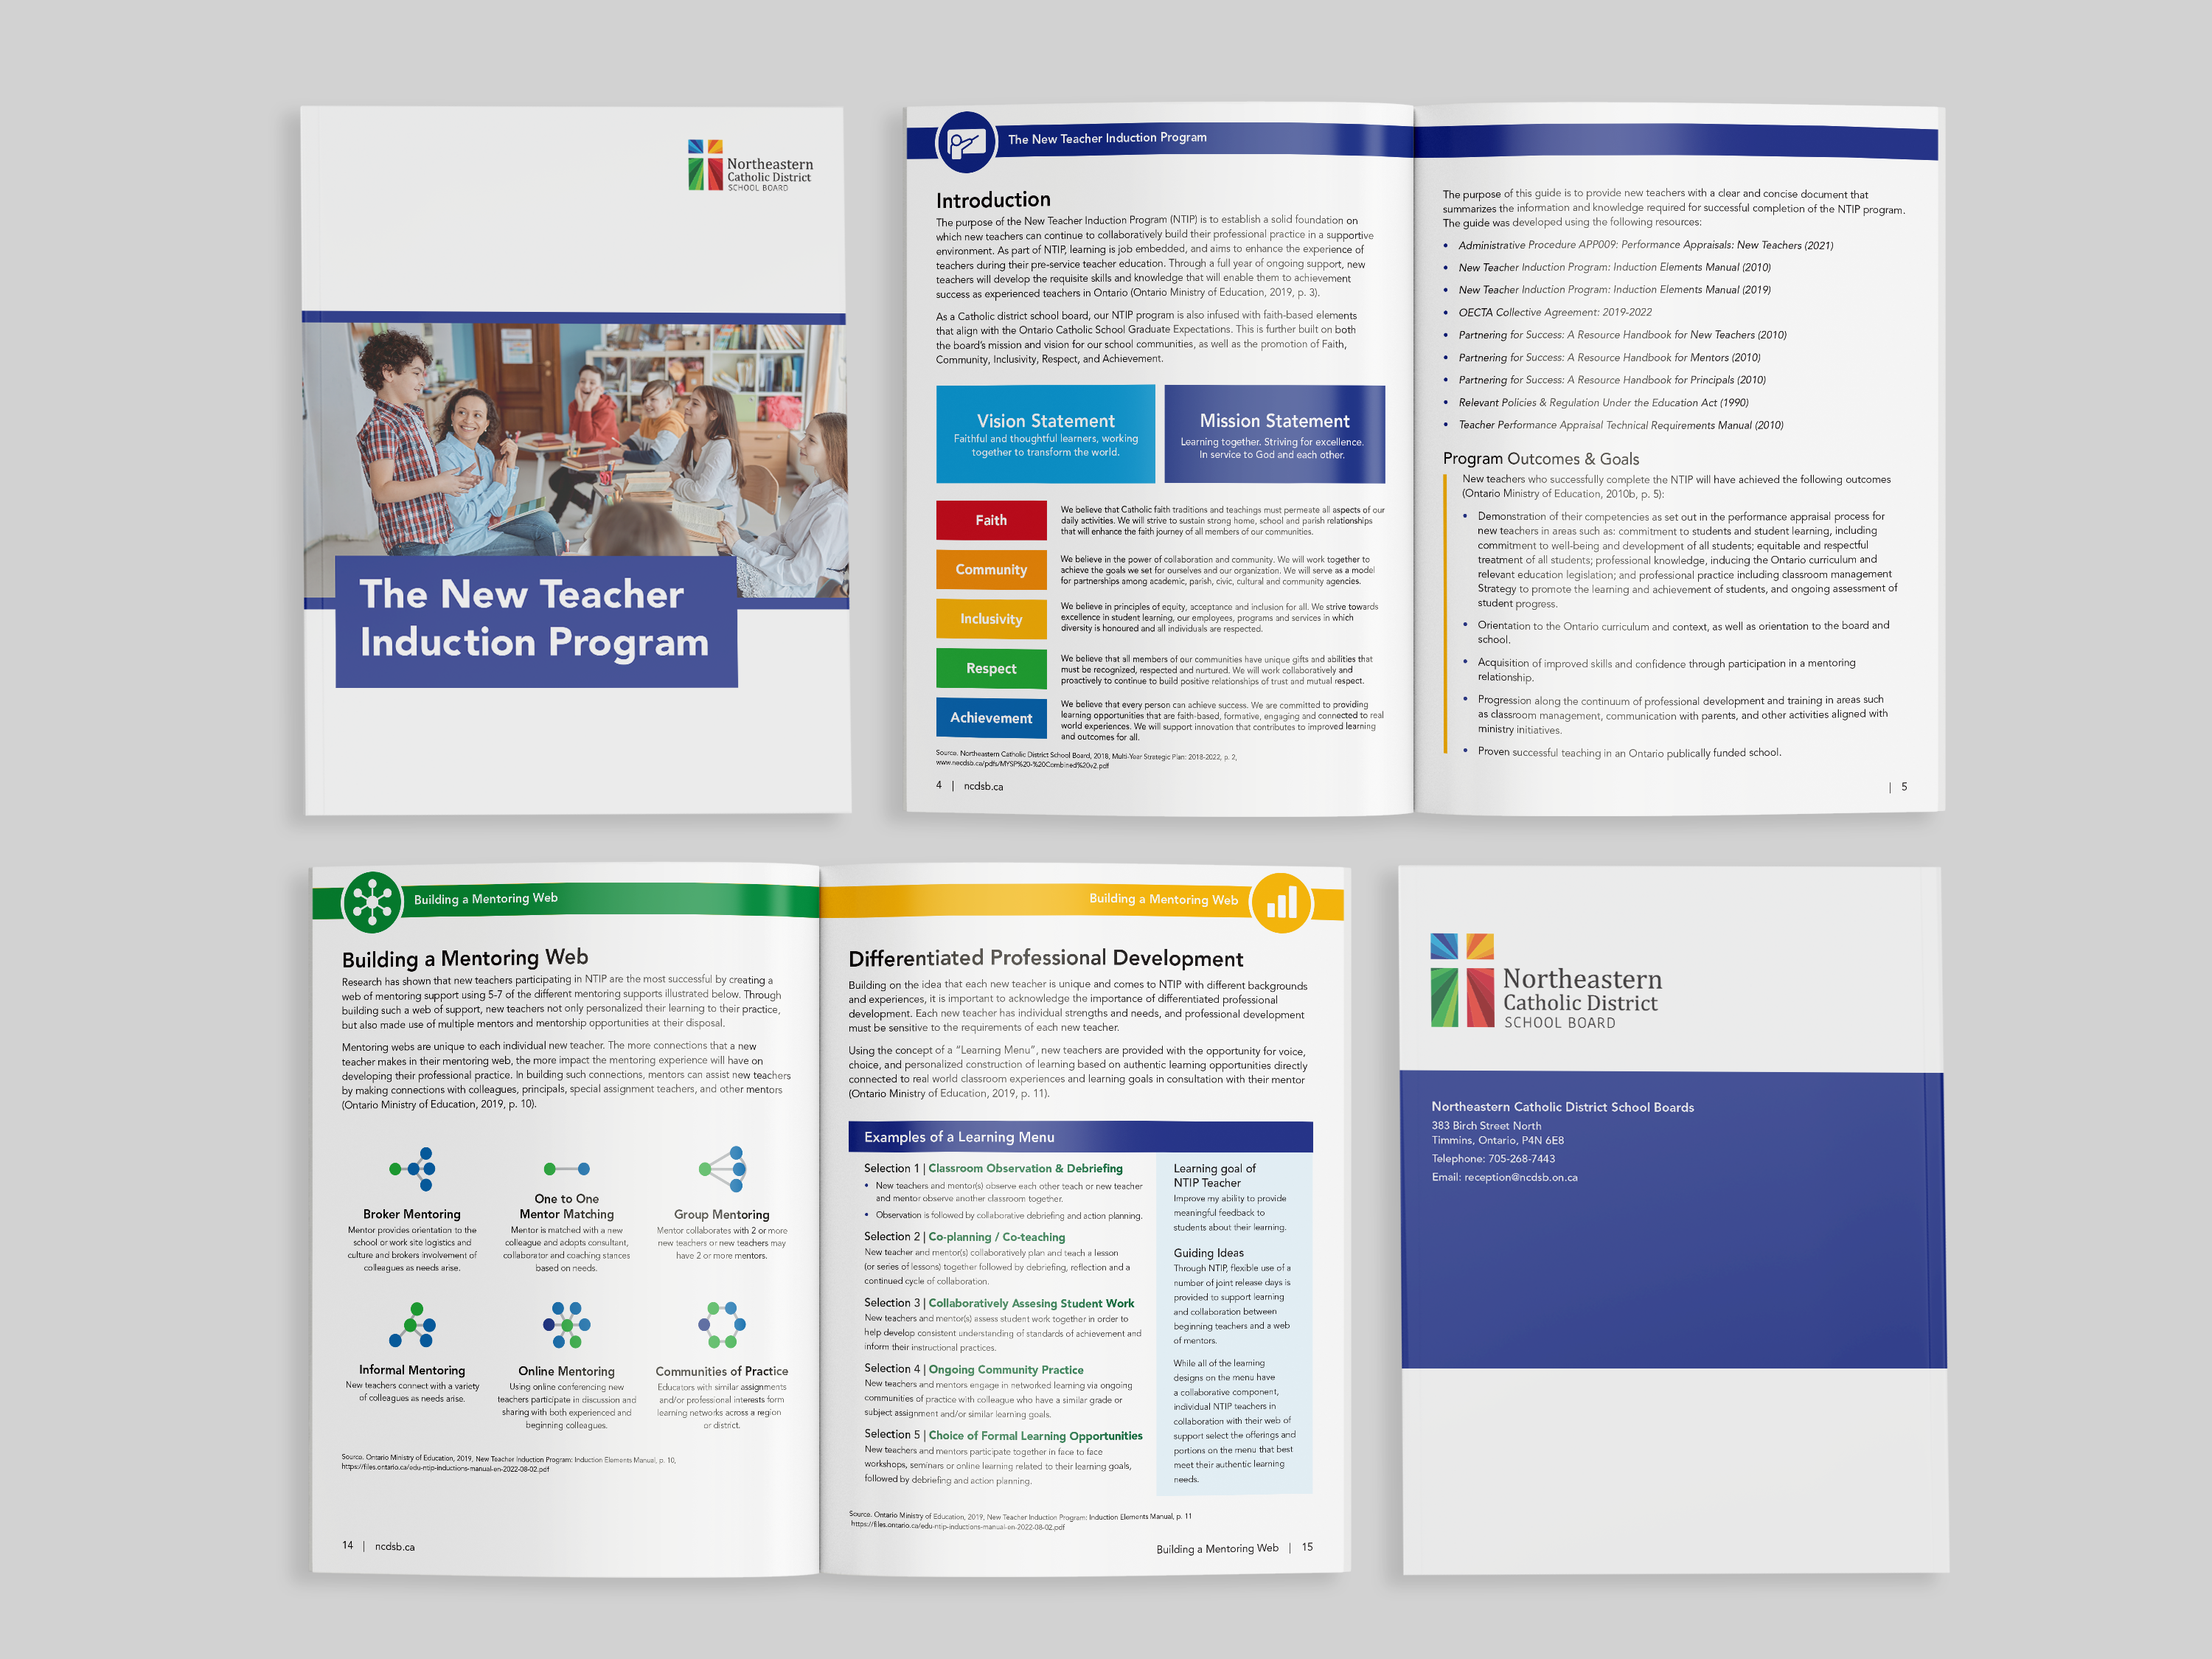 Northeastern
Catholic District
SCHOOL BOARD
The New Teacher
Induction Program
The New Teacher Induction Program
Introduction
The purpose of the New Teacher Induction Program (NTIP) is to establish a solid foundation on
which new teachers can continue to collaboratively build their professional practice in a supportive
environment. As part of NTIP, learning is job embedded, and aims to enhance the experience of
teachers during their pre-service teacher education. Through a full year of ongoing support, new
teachers will develop the requisite skills and knowledge that will enable them to achievement
success as experienced teachers in Ontario (Ontario Ministry of Education, 2019, p. 3).
As a Catholic district school board, our NTIP program is also infused with faith-based elements
that align with the Ontario Catholic School Graduate Expectations. This is further built on both
the board's mission and vision for our school communities, as well as the promotion of Faith,
Community, Inclusivity, Respect, and Achievement.
Vision Statement
Faithful and thoughtful learners, working
together to transform the world.
Mission Statement
Learning together. Striving for excellence.
In service to God and each other.
Faith
We believe that Catholic faith traditions and teachings must permeate all aspects of our
daily activities. We will strive to sustain strong home, school and parish relationships
that will enhance the faith journey of all members of our communities.
Community
We believe in the power of collaboration and community. We will work together to
achieve the goals we set for ourselves and our organization. We will serve as a model
for partnerships among academic, parish, civic, cultural and community agencies.
Inclusivity
We believe in principles of equity, acceptance and inclusion for all. We strive towards
excellence in student learning, our employees, programs and services in which
diversity is honoured and all individuals are respected.
Respect
We believe that all members of our communities have unique gifts and abilities that
must be recognized, respected and nurtured. We will work collaboratively and
proactively to continue to build positive relationships of trust and mutual respect.
Achievement
We believe that every person can achieve success. We are committed to providing
learning opportunities that are faith-based, formative, engaging and connected to real
world experiences. We will support innovation that contributes to improved learning
and outcomes for all.
Source. Northeastern Catholic District School Board, 2018, Multi-Year Strategic Plan: 2018-2022, p. 2,
www.necdsb.ca/pdfs/MYSP%20-%20Combined%20v2.pdf
4 | ncdsb.ca
The purpose of this guide is to provide new teachers with a clear and concise document that
summarizes the information and knowledge required for successful completion of the NTIP program.
The guide was developed using the following resources:
• Administrative Procedure APP009: Performance Appraisals: New Teachers (2021)
• New Teacher Induction Program: Induction Elements Manual (2010)
• New Teacher Induction Program: Induction Elements Manual (2019)
• OECTA Collective Agreement: 2019-2022
• Partnering for Success: A Resource Handbook for New Teachers (2010)
• Partnering for Success: A Resource Handbook for Mentors (2010)
• Partnering for Success: A Resource Handbook for Principals (2010)
• Relevant Policies & Regulation Under the Education Act (1990)
• Teacher Performance Appraisal Technical Requirements Manual (2010)
Program Outcomes & Goals
New teachers who successfully complete the NTIP will have achieved the following outcomes
(Ontario Ministry of Education, 2010b, p. 5):
• Demonstration of their competencies as set out in the performance appraisal process for
new teachers in areas such as: commitment to students and student learning, including
commitment to well-being and development of all students; equitable and respectful
treatment of all students; professional knowledge, inducing the Ontario curriculum and
relevant education legislation; and professional practice including classroom management
Strategy to promote the learning and achievement of students, and ongoing assessment of
student progress.
• Orientation to the Ontario curriculum and context, as well as orientation to the board and
school.
• Acquisition of improved skills and confidence through participation in a mentoring
relationship.
• Progression along the continuum of professional development and training in areas such
as classroom management, communication with parents, and other activities aligned with
ministry initiatives.
• Proven successful teaching in an Ontario publically funded school.
| 5
Building a Mentoring Web
Building a Mentoring Web
Research has shown that new teachers participating in NTIP are the most successful by creating a
web of mentoring support using 5-7 of the different mentoring supports illustrated below. Through
building such a web of support, new teachers not only personalized their learning to their practice,
but also made use of multiple mentors and mentorship opportunities at their disposal.
Mentoring webs are unique to each individual new teacher. The more connections that a new
teacher makes in their mentoring web, the more impact the mentoring experience will have on
developing their professional practice. In building such connections, mentors can assist new teachers
by making connections with colleagues, principals, special assignment teachers, and other mentors
(Ontario Ministry of Education, 2019, p. 10).
Broker Mentoring
Mentor provides orientation to the
school or work site logistics and
culture and brokers involvement of
colleagues as needs arise.
One to One
Mentor Matching
Mentor is matched with a new
colleague and adopts consultant,
collaborator and coaching stances
based on needs.
Group Mentoring
Mentor collaborates with 2 or more
new teachers or new teachers may
have 2 or more mentors.
Informal Mentoring
New teachers connect with a variety
of colleagues as needs arise.
Online Mentoring
Using online conferencing new
teachers participate in discussion and
sharing with both experienced and
beginning colleagues.
Communities of Practice
Educators with similar assignments
and/or professional interests form
learning networks across a region
or district.
Source. Ontario Ministry of Education, 2019, New Teacher Induction Program: Induction Elements Manual, p. 10,
https://files.ontario.ca/edu-ntip-inductions-manual-en-2022-08-02.pdf
14 | ncdsb.ca
Building a Mentoring Web
Differentiated Professional Development
Building on the idea that each new teacher is unique and comes to NTIP with different backgrounds
and experiences, it is important to acknowledge the importance of differentiated professional
development. Each new teacher has individual strengths and needs, and professional development
must be sensitive to the requirements of each new teacher.
Using the concept of a "Learning Menu", new teachers are provided with the opportunity for voice,
choice, and personalized construction of learning based on authentic learning opportunities directly
connected to real world classroom experiences and learning goals in consultation with their mentor
(Ontario Ministry of Education, 2019, p. 11).
Examples of a Learning Menu
Selection 1 | Classroom Observation & Debriefing
• New teachers and mentor(s) observe each other teach or new teacher
and mentor observe another classroom together.
• Observation is followed by collaborative debriefing and action planning.
Selection 2 | Co-planning / Co-teaching
New teacher and mentor(s) collaboratively plan and teach a lesson
(or series of lessons) together followed by debriefing, reflection and a
continued cycle of collaboration.
Selection 3 | Collaboratively Assesing Student Work
New teachers and mentor(s) assess student work together in order to
help develop consistent understanding of standards of achievement and
inform their instructional practices.
Selection 4 | Ongoing Community Practice
New teachers and mentors engage in networked learning via ongoing
communities of practice with colleague who have a similar grade or
subject assignment and/or similar learning goals.
Selection 5 | Choice of Formal Learning Opportunities
New teachers and mentors participate together in face to face
workshops, seminars or online learning related to their learning goals,
followed by debriefing and action planning.
Learning goal of
NTIP Teacher
Improve my ability to provide
meaningful feedback to
students about their learning.
Guiding Ideas
Through NTIP, flexible use of a
number of joint release days is
provided to support learning
and collaboration between
beginning teachers and a web
of mentors.
While all of the learning
designs on the menu have
a collaborative component,
individual NTIP teachers in
collaboration with their web of
support select the offerings and
portions on the menu that best
meet their authentic learning
needs.
Source. Ontario Ministry of Education, 2019, New Teacher Induction Program: Induction Elements Manual, p. 11
https://files.ontario.ca/edu-ntip-inductions-manual-en-2022-08-02.pdf
Building a Mentoring Web | 15
Northeastern
Catholic District
SCHOOL BOARD
Northeastern Catholic District School Boards
383 Birch Street North
Timmins, Ontario, P4N 6E8
Telephone: 705-268-7443
Email: reception@ncdsb.on.ca